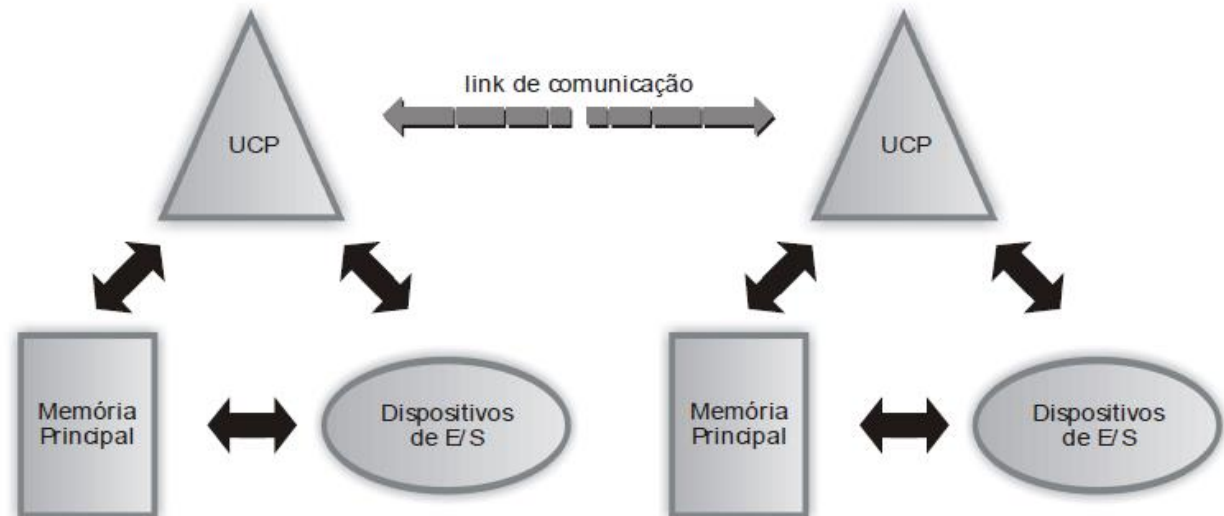 link de comunicação
UCP
UCP
Memória
Principal
Dispositivos
de E/S
Memória
Principal
Dispositivos
de E/S